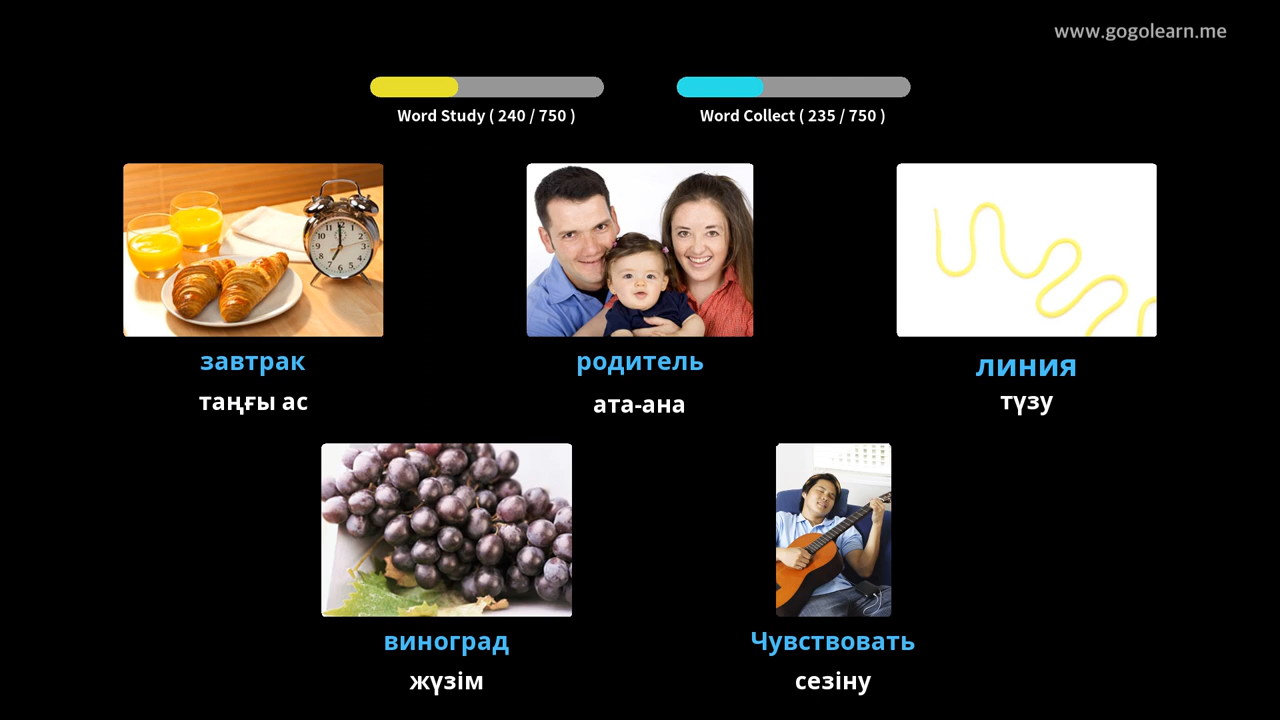 www.gogolearn.me
Word Study ( 240 / 750 )
Word Collect ( 235 / 750 )
завтрак
таңғы ас
родитель
ата-ана
линия
түзу
виноград
жүзім
Чувствовать
сезіну